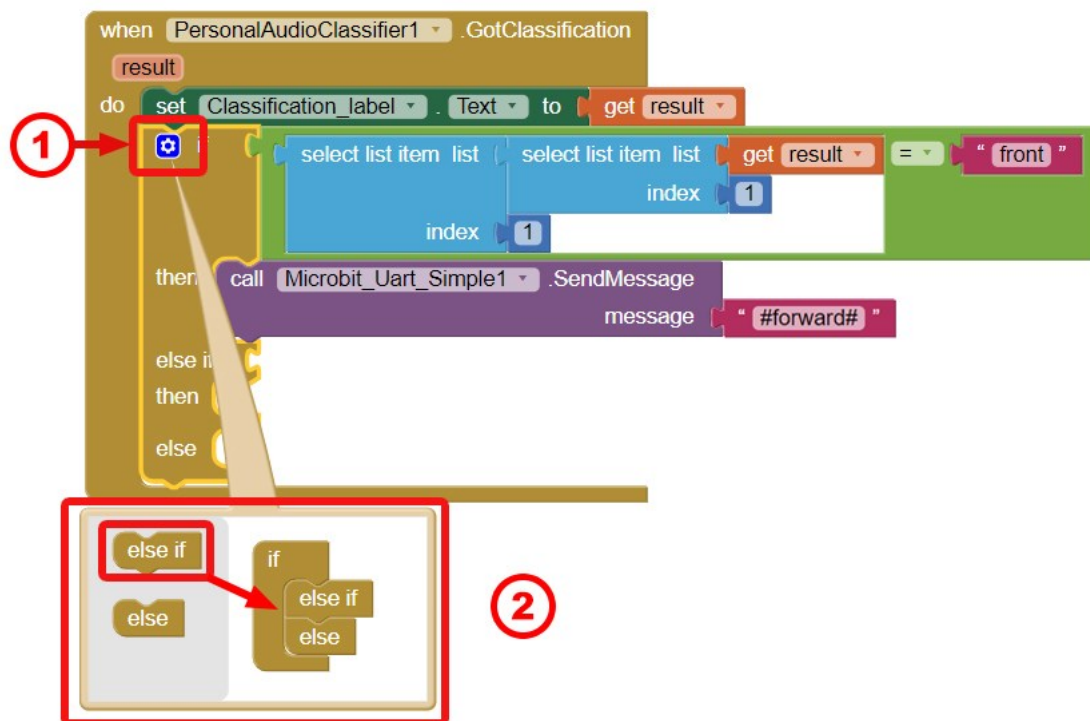 when PersonalAudioClassifier1 .GotClassification
result
do set Classification_label . Text to get result
1
if select list item list select list item list get result = " front "
index 1
index 1
then call Microbit_Uart_Simple1 .SendMessage
message " #forward# "
else if
then
else
else if
else
if
else if
else
2